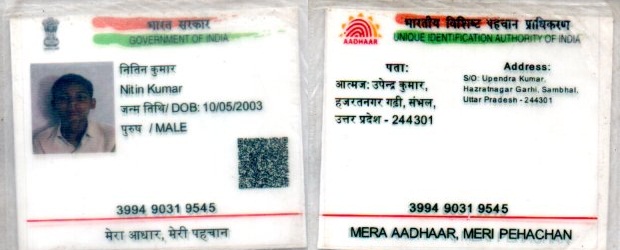 भारत सरकार
GOVERNMENT OF INDIA
नितिन कुमार
Nitin Kumar
जन्म तिथि/ DOB: 10/05/2003
पुरुष / MALE
3994 9031 9545
मेरा आधार, मेरी पहचान
भारतीय विशिष्ट पहचान प्राधिकरण
UNIQUE IDENTIFICATION AUTHORITY OF INDIA
AADHAAR
पता:
आत्मज: उपेन्द्र कुमार,
हजरतनगर गढ़ी, संभल,
उत्तर प्रदेश - 244301
Address:
S/O: Upendra Kumar,
Hazratnagar Garhi, Sambhal,
Uttar Pradesh - 244301
3994 9031 9545
MERA AADHAAR, MERI PEHACHAN